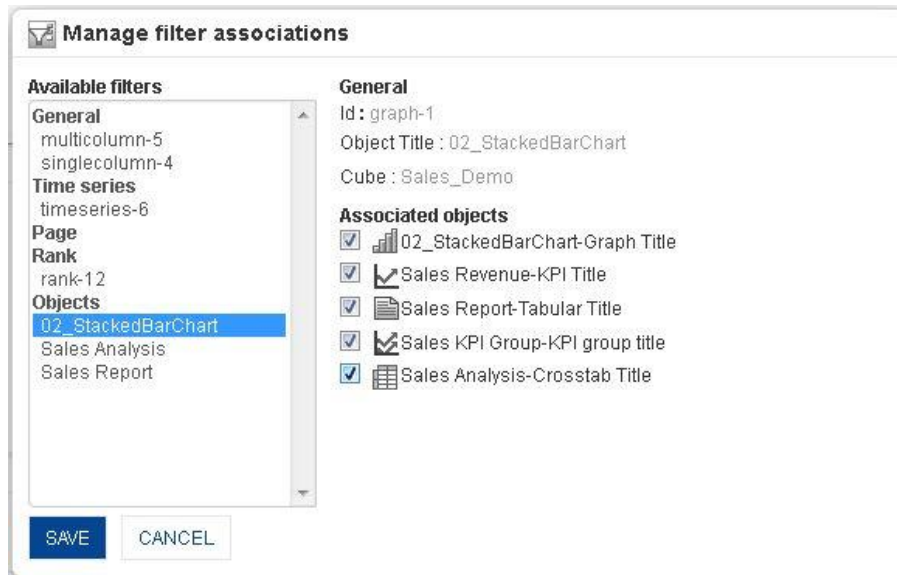 Manage filter associations
Available filters
General
multicolumn-5
singlecolumn-4
Time series
timeseries-6
Page
Rank
rank-12
Objects
02_StackedBarChart
Sales Analysis
Sales Report
General
Id : graph-1
Object Title : 02_StackedBarChart
Cube : Sales_Demo
Associated objects
02_StackedBarChart-Graph Title
Sales Revenue-KPI Title
Sales Report-Tabular Title
Sales KPI Group-KPI group title
Sales Analysis-Crosstab Title
SAVE
CANCEL